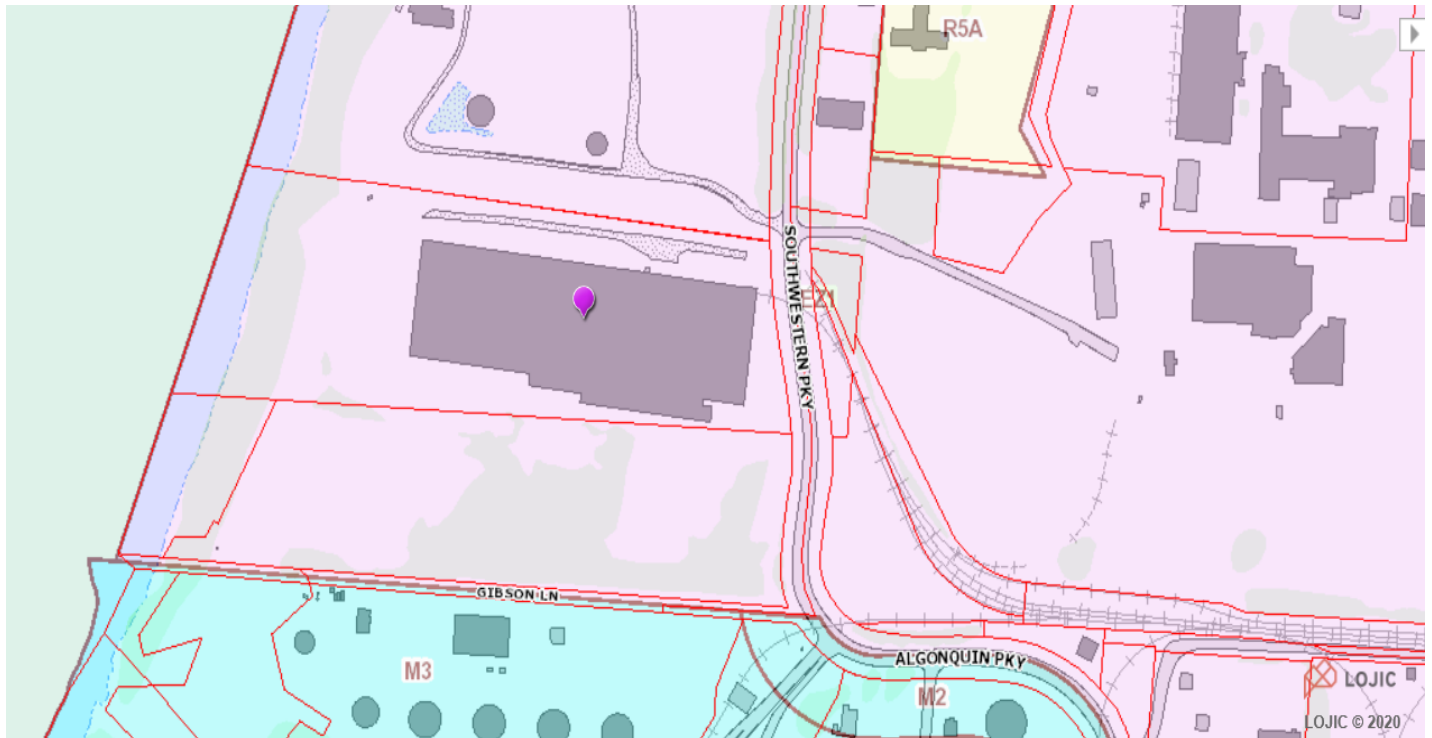 R5A
SOUTHWESTERN PKY
EZ1
GIBSON LN
ALGONQUIN PKY
M3
M2
LOJIC
LOJIC © 2020